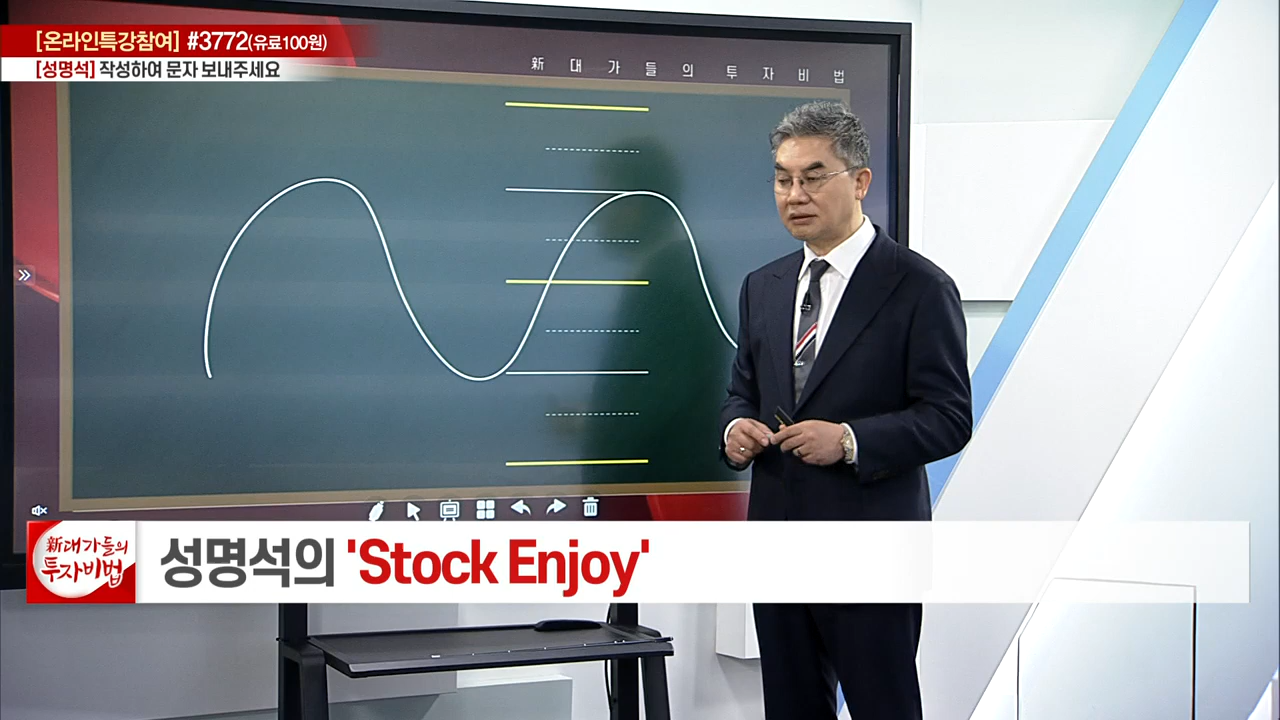 [온라인특강참여] #3772(유료100원)
[성명석] 작성하여 문자 보내주세요
新 대 가 들 의 투 자 비 법
新대가들의
투자비법
성명석의 'Stock Enjoy'